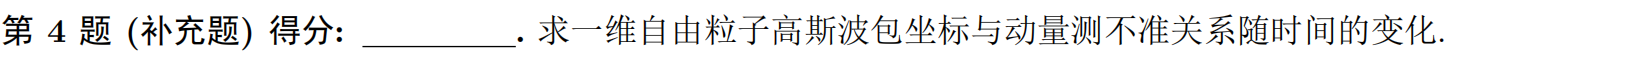 第 4 题 (补充题) 得分: ________. 求一维自由粒子高斯波包坐标与动量测不准关系随时间的变化.